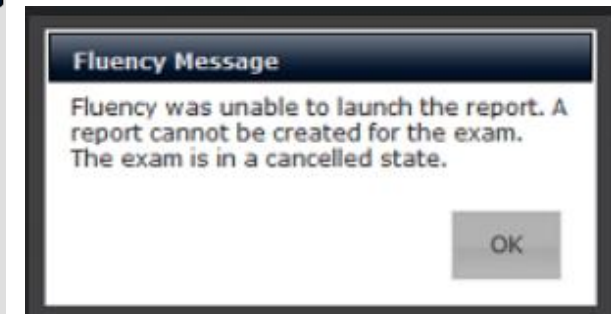 Fluency Message
Fluency was unable to launch the report. A
report cannot be created for the exam.
The exam is in a cancelled state.
OK